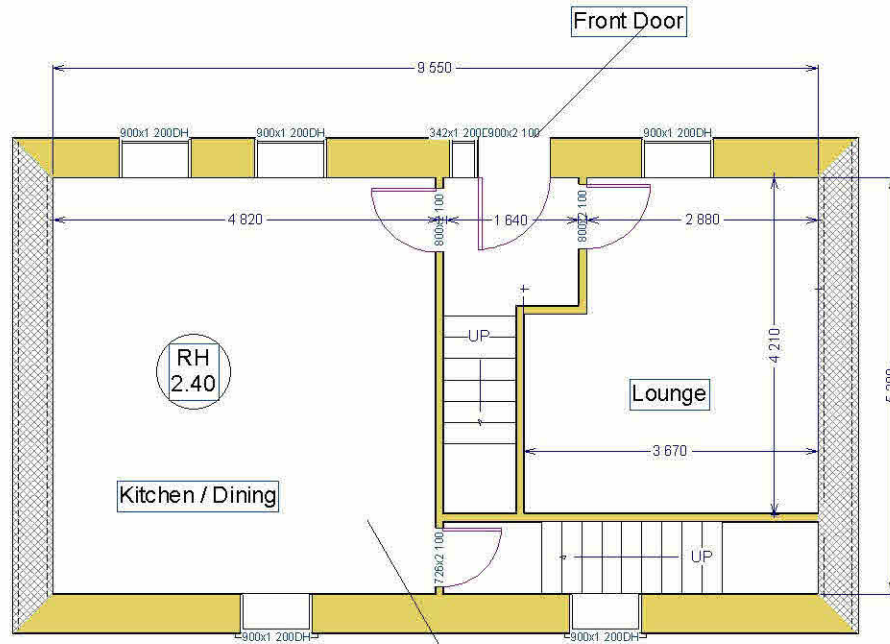 Front Door
9 550
900x1 200DH
900x1 200DH
342x1 200D
900x2 100
900x1 200DH
4 820
800x2 100
1 640
800x2 100
2 880
UP
4 210
RH
2.40
Lounge
3 670
Kitchen / Dining
726x2 100
UP
900x1 200DH
900x1 200DH